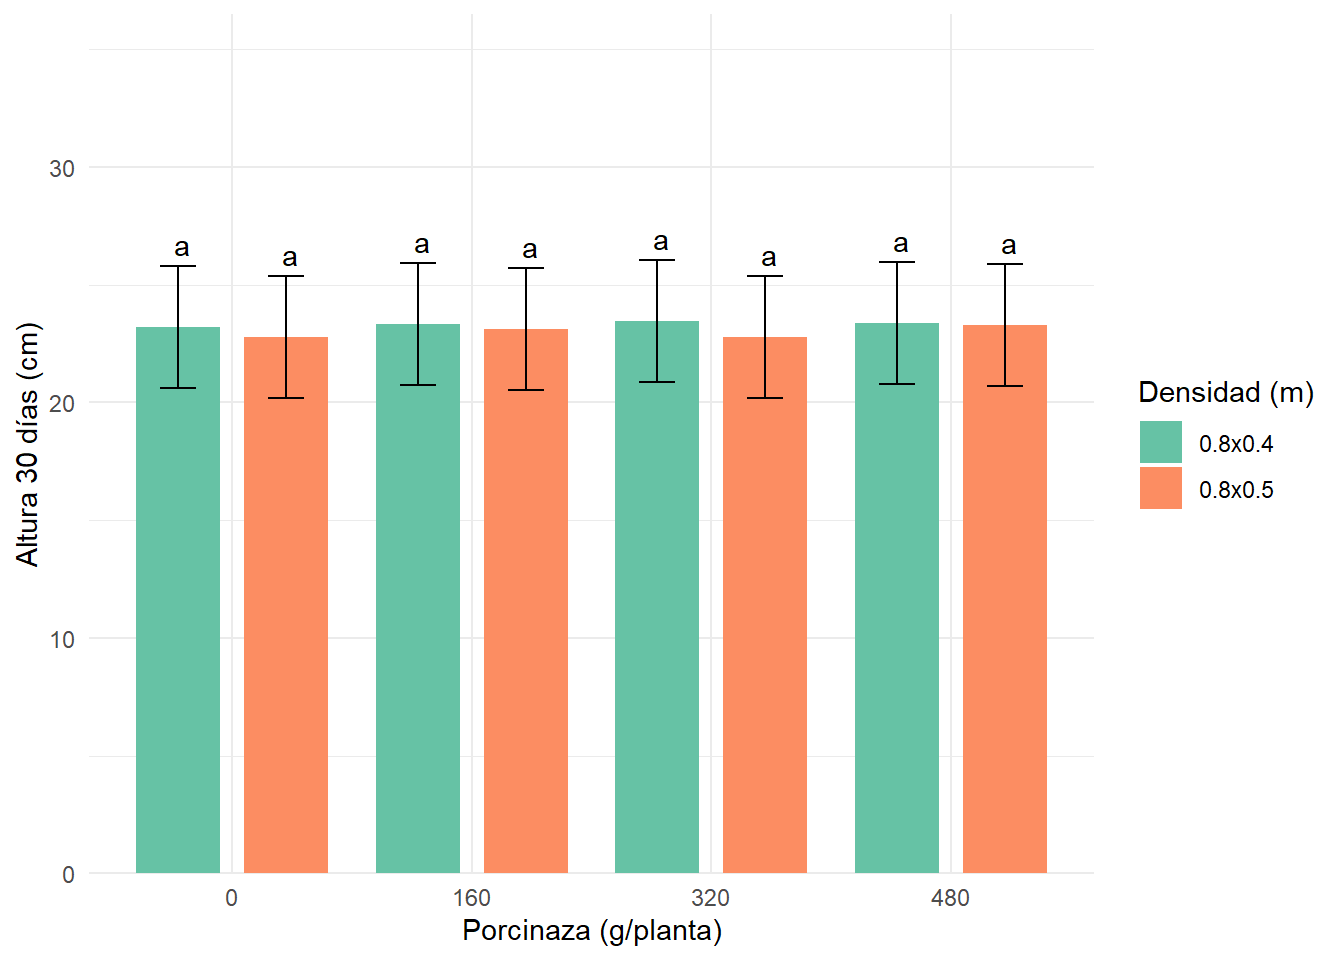 a a a a a a a a
30
20
10
0
0 160 320 480
Porcinaza (g/planta)
Altura 30 días (cm)
Densidad (m)
0.8x0.4
0.8x0.5